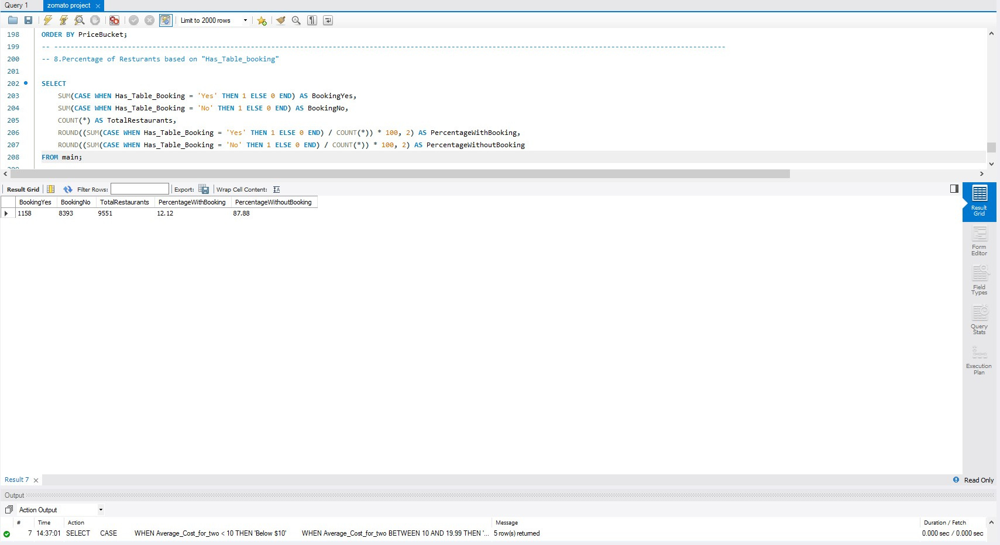 Query 1
zomato project
Limit to 2000 rows
198 ORDER BY PriceBucket;
199 -- --------------------------------------------------------------------------------------------------------------------------------------------------------------------
200 -- 8.Percentage of Resturants based on "Has_Table_booking"
201
202 SELECT
203 SUM(CASE WHEN Has_Table_Booking = 'Yes' THEN 1 ELSE 0 END) AS BookingYes,
204 SUM(CASE WHEN Has_Table_Booking = 'No' THEN 1 ELSE 0 END) AS BookingNo,
205 COUNT(*) AS TotalRestaurants,
206 ROUND((SUM(CASE WHEN Has_Table_Booking = 'Yes' THEN 1 ELSE 0 END) / COUNT(*)) * 100, 2) AS PercentageWithBooking,
207 ROUND((SUM(CASE WHEN Has_Table_Booking = 'No' THEN 1 ELSE 0 END) / COUNT(*)) * 100, 2) AS PercentageWithoutBooking
208 FROM main;
Result Grid Filter Rows: Export: Wrap Cell Content:
BookingYes BookingNo TotalRestaurants PercentageWithBooking PercentageWithoutBooking
1158 8393 9551 12.12 87.88
Result
Grid
Form
Editor
Field
Types
Query
Stats
Execution
Plan
Result 7
Read Only
Output
Action Output
# Time Action Message Duration / Fetch
7 14:37:01 SELECT CASE WHEN Average_Cost_for_two < 10 THEN 'Below $10' WHEN Average_Cost_for_two BETWEEN 10 AND 19.99 THEN '... 5 row(s) returned 0.000 sec / 0.000 sec